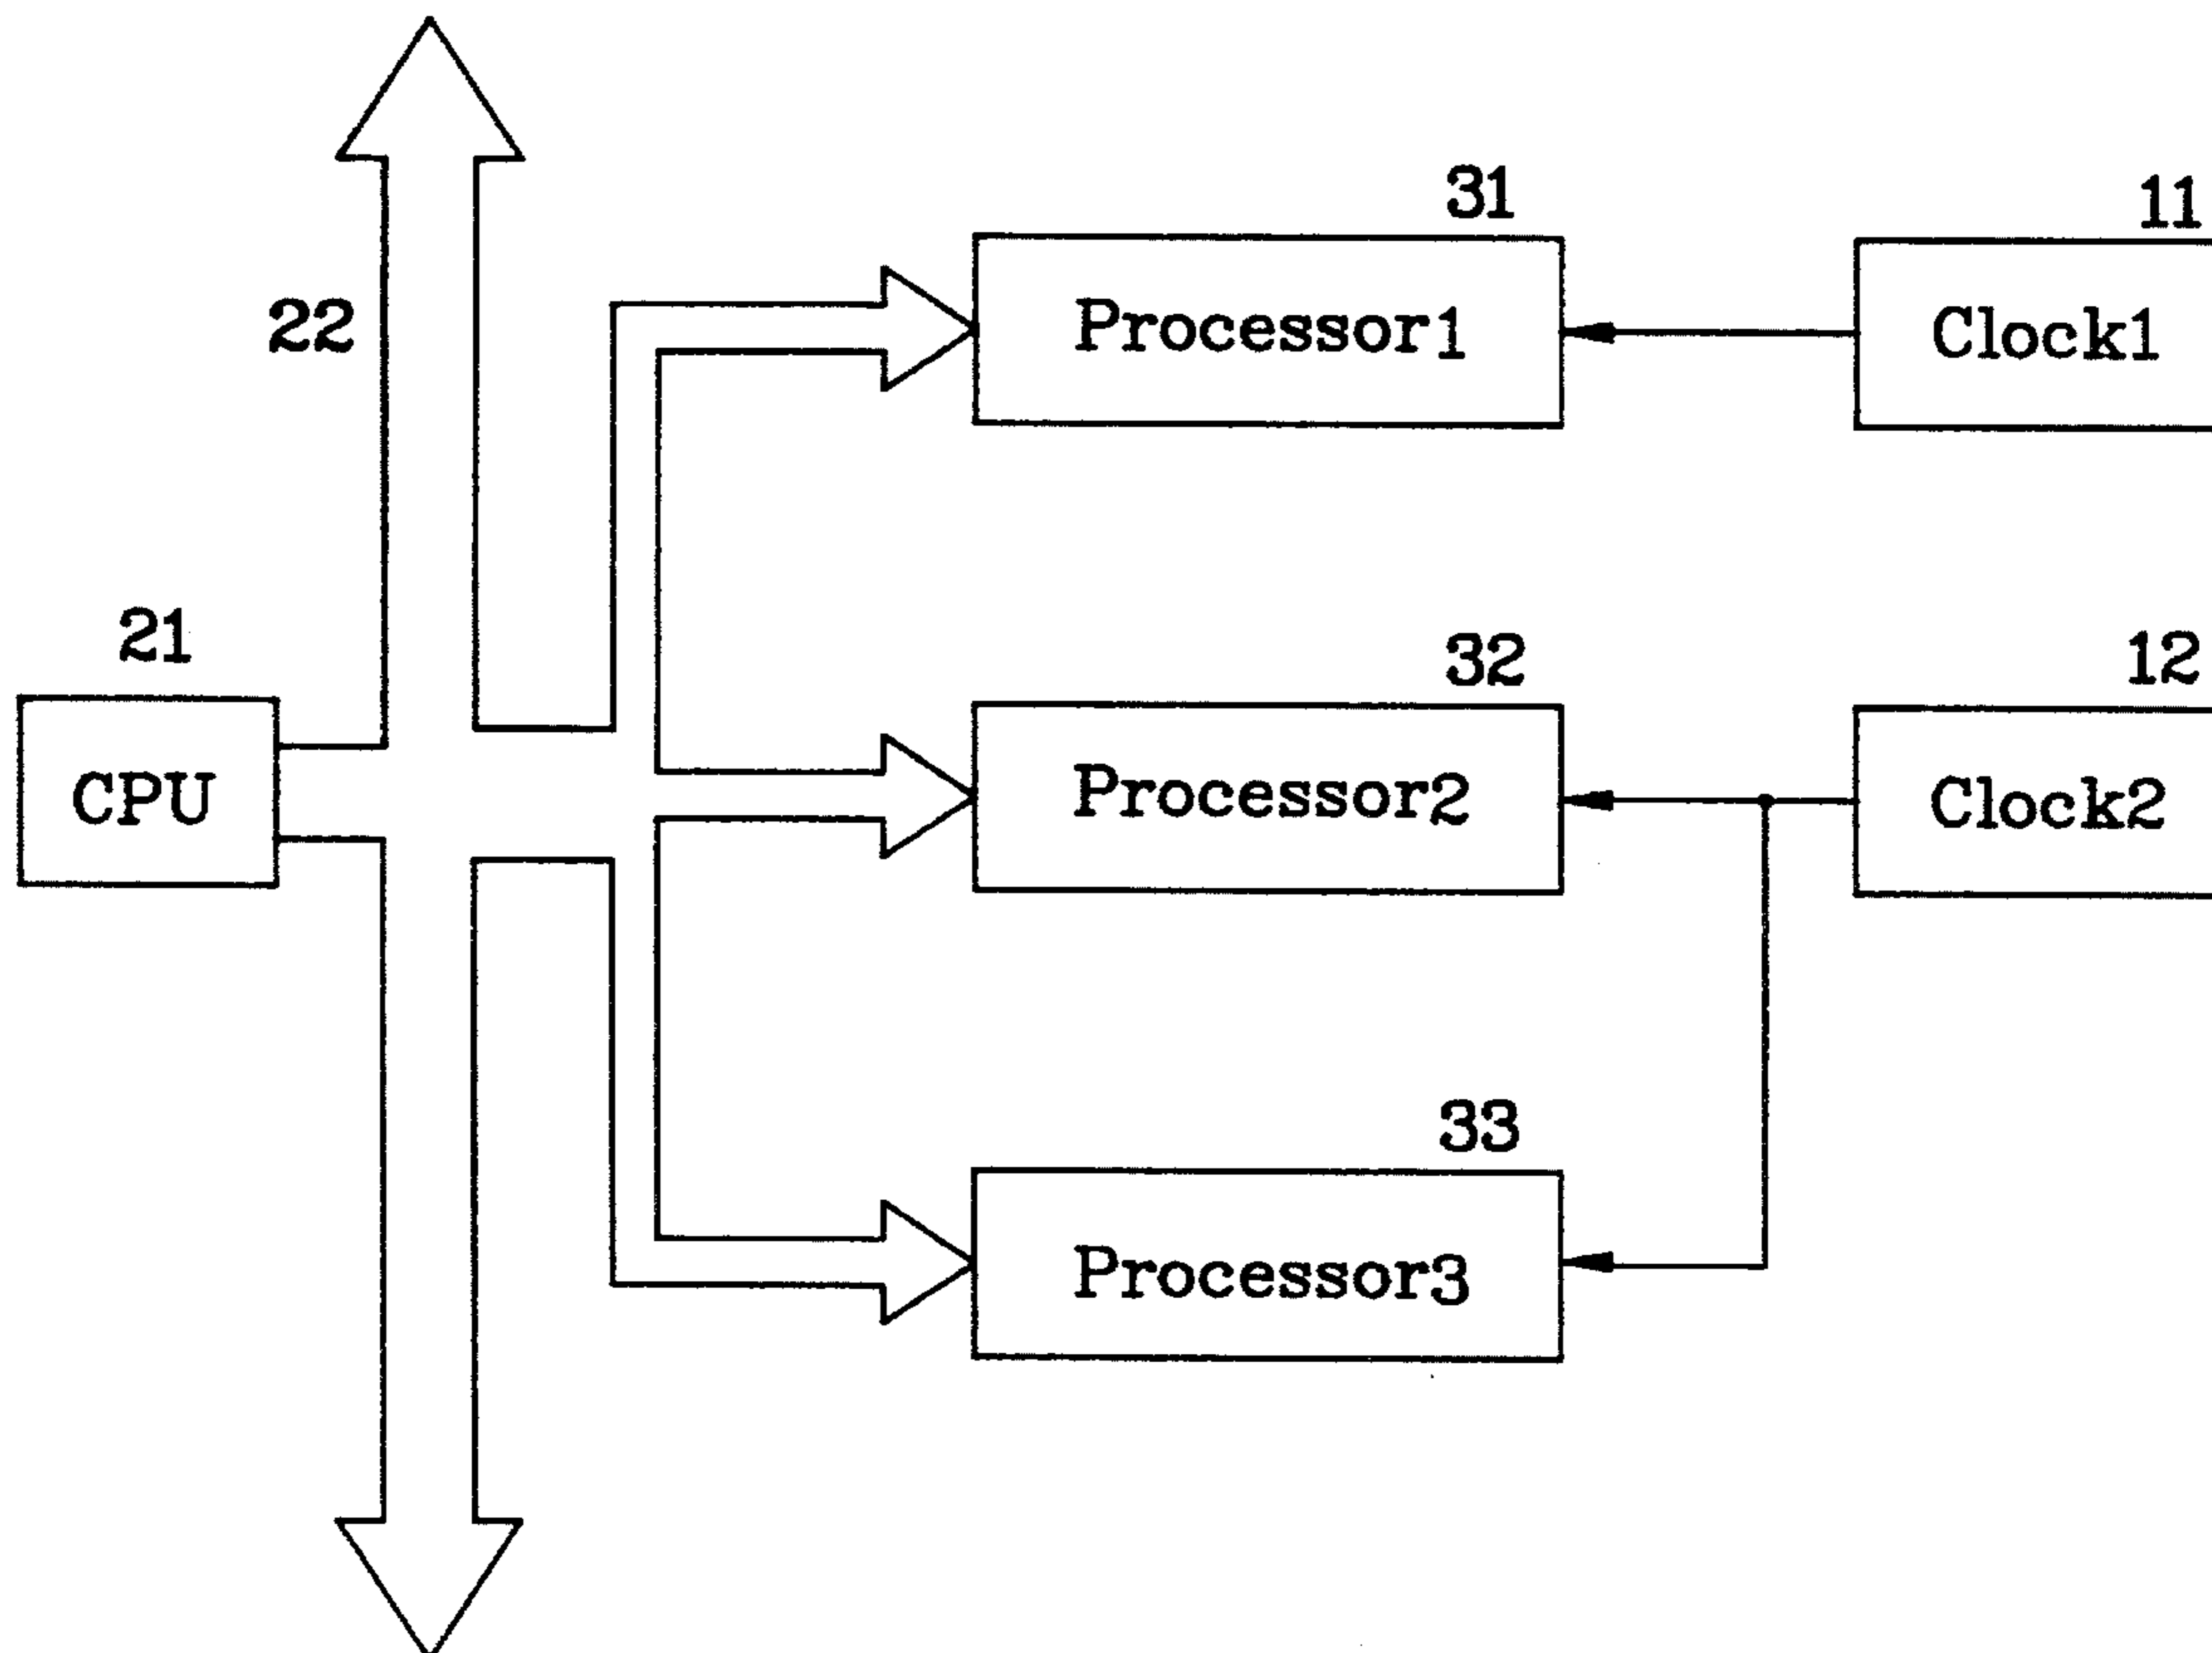 31
11
22
Processor1
Clock1
21
32
12
CPU
Processor2
Clock2
33
Processor3